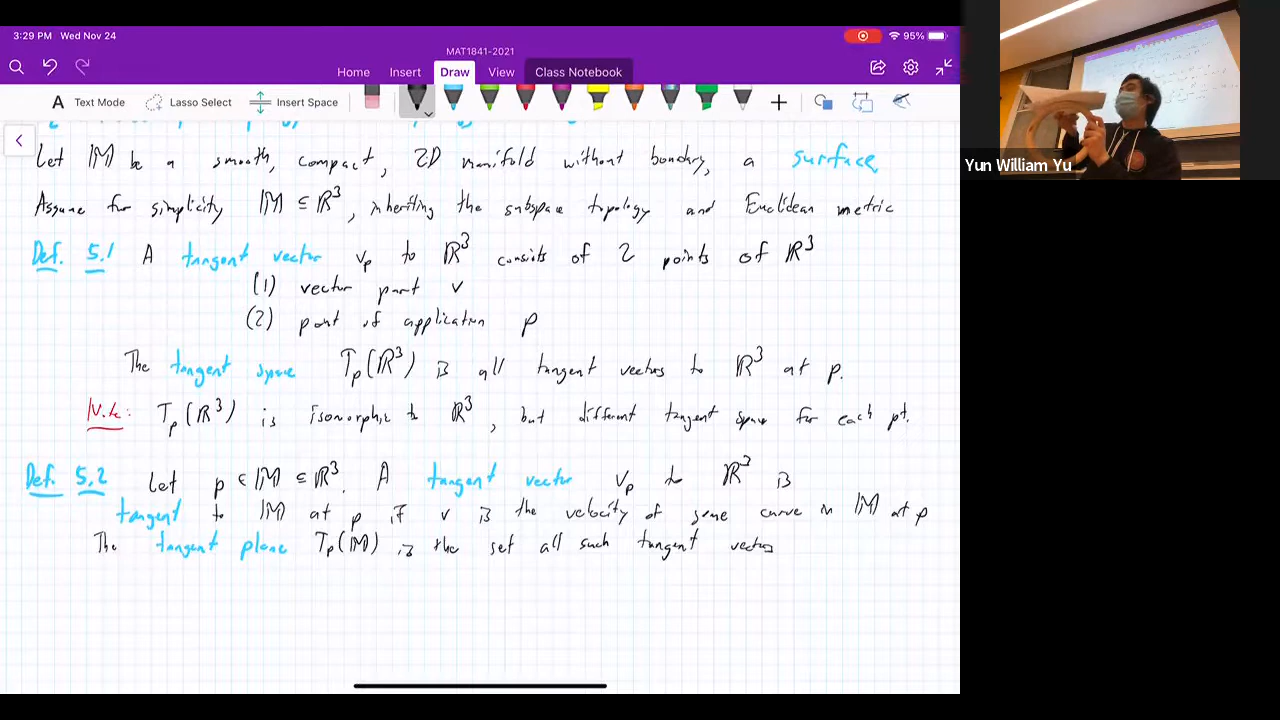 3:29 PM Wed Nov 24
95%
MAT1841-2021
Home Insert Draw View Class Notebook
A Text Mode Lasso Select Insert Space
Let 𝕄 be a smooth, compact, 2D manifold without boundary, a surface
Assume for simplicity 𝕄 ⊆ ℝ³, inheriting the subspace topology and Euclidean metric
Def. 5.1 A tangent vector vₚ to ℝ³ consists of 2 points of ℝ³
(1) vector part v
(2) point of application p
The tangent space Tₚ(ℝ³) is all tangent vectors to ℝ³ at p.
Note: Tₚ(ℝ³) is isomorphic to ℝ³, but different tangent space for each pt.
Def. 5.2 Let p ∈ 𝕄 ⊆ ℝ³. A tangent vector vₚ to ℝ³ is
tangent to 𝕄 at p if v is the velocity of some curve in 𝕄 at p
The tangent plane Tₚ(𝕄) is the set all such tangent vectors
Yun William Yu